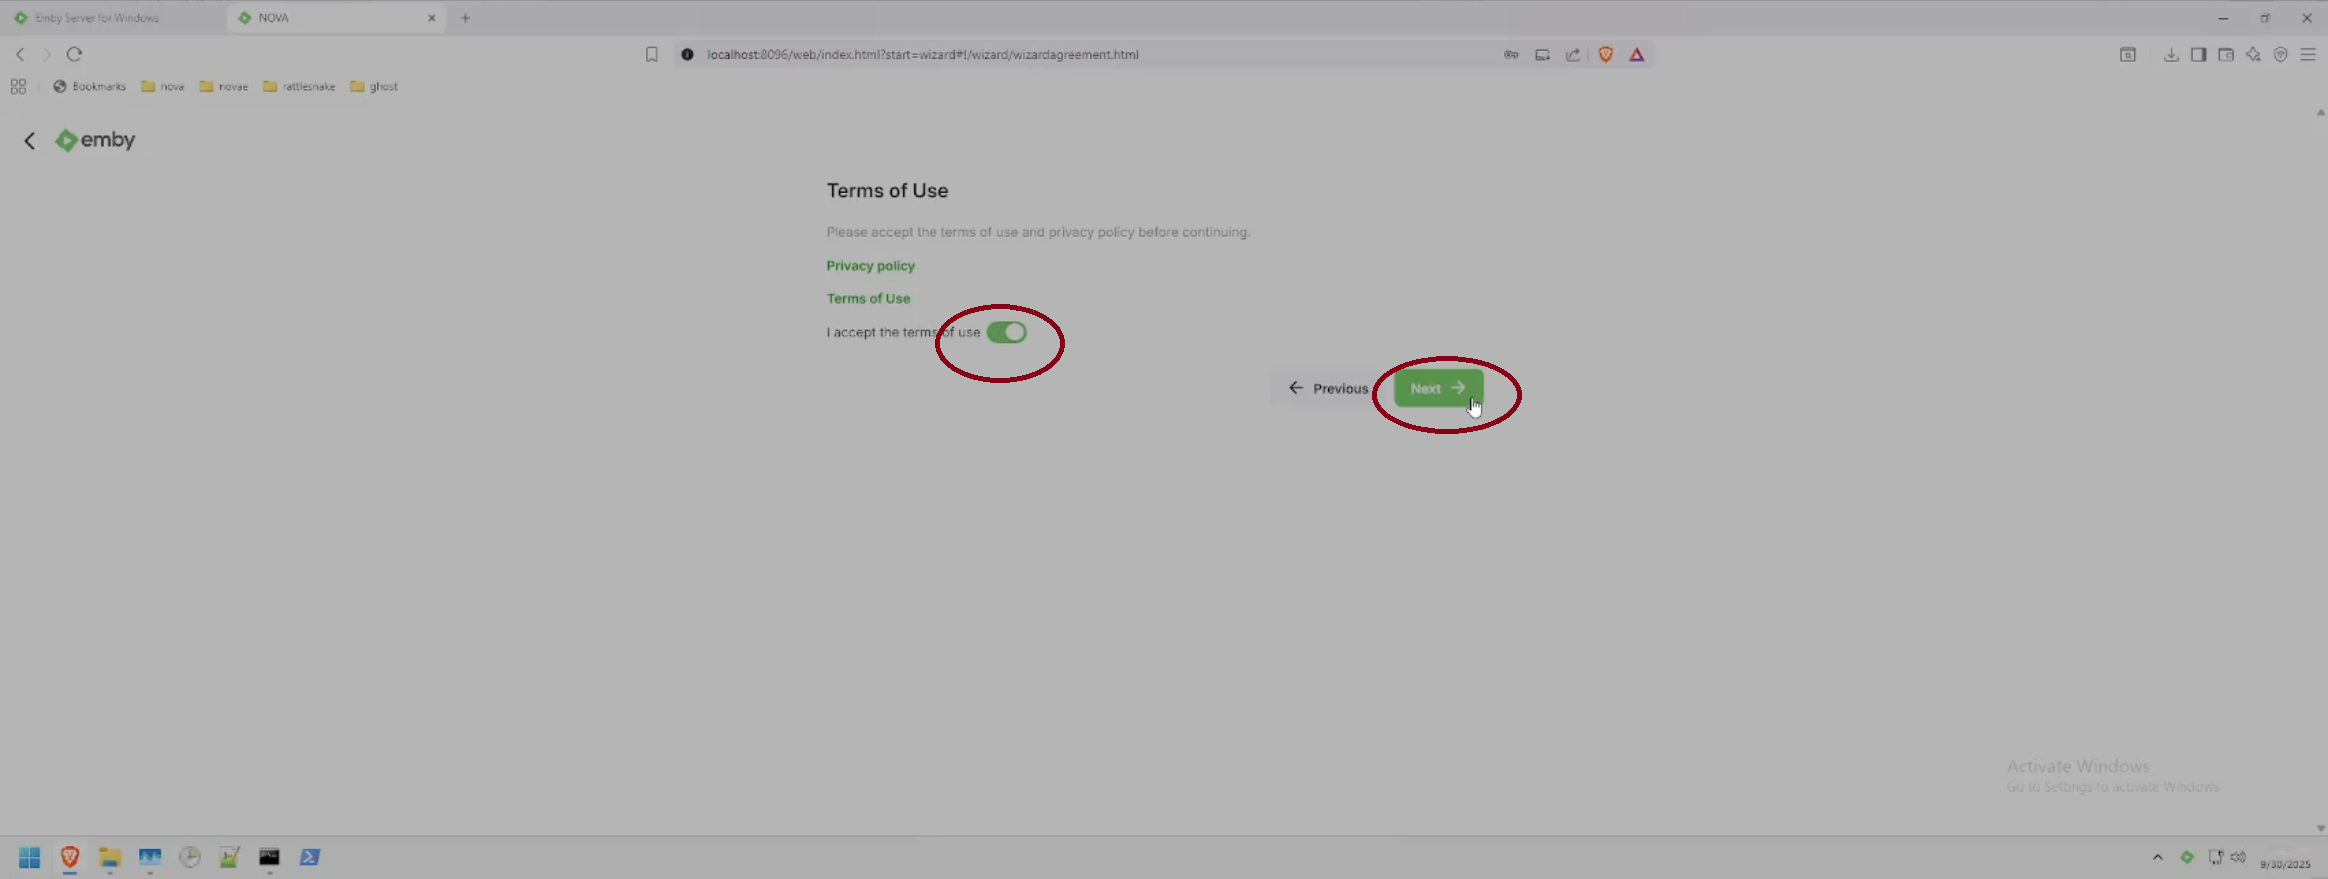 Emby Server for Windows
NOVA
localhost:8096/web/index.html?start=wizard#!/wizard/wizardagreement.html
Bookmarks
nova
novae
rattlesnake
ghost
emby
Terms of Use
Please accept the terms of use and privacy policy before continuing.
Privacy policy
Terms of Use
I accept the terms of use
Previous
Next
Activate Windows
Go to Settings to activate Windows.
9/30/2025